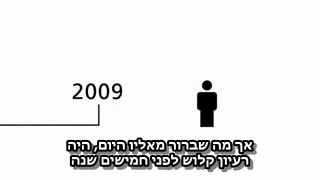 2009
אך מה שברור מאליו היום, היה
רעיון קלוש לפני חמישים שנה